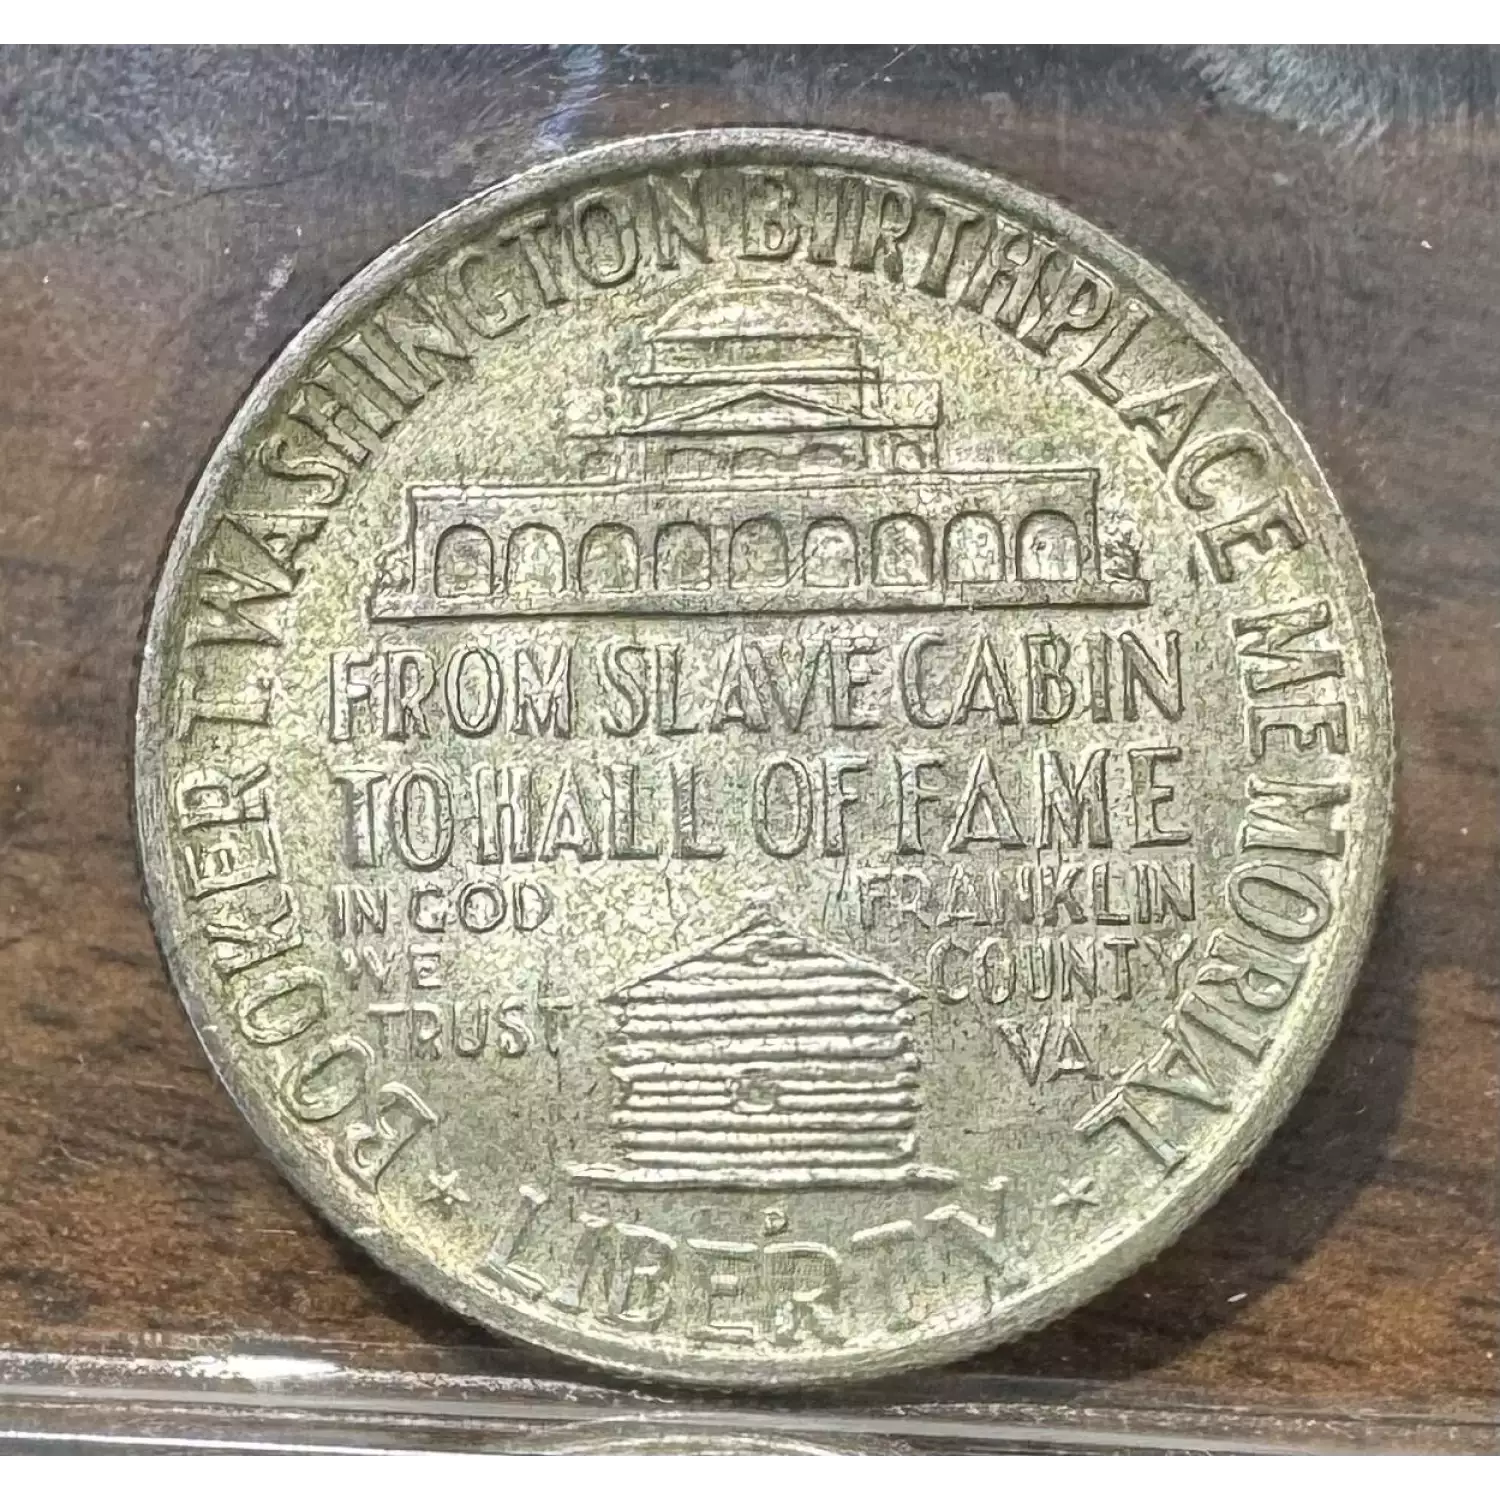 BOOKER T. WASHINGTON BIRTHPLACE MEMORIAL
FROM SLAVE CABIN
TO HALL OF FAME
IN GOD
WE
TRUST
FRANKLIN
COUNTY
VA.
D
LIBERTY